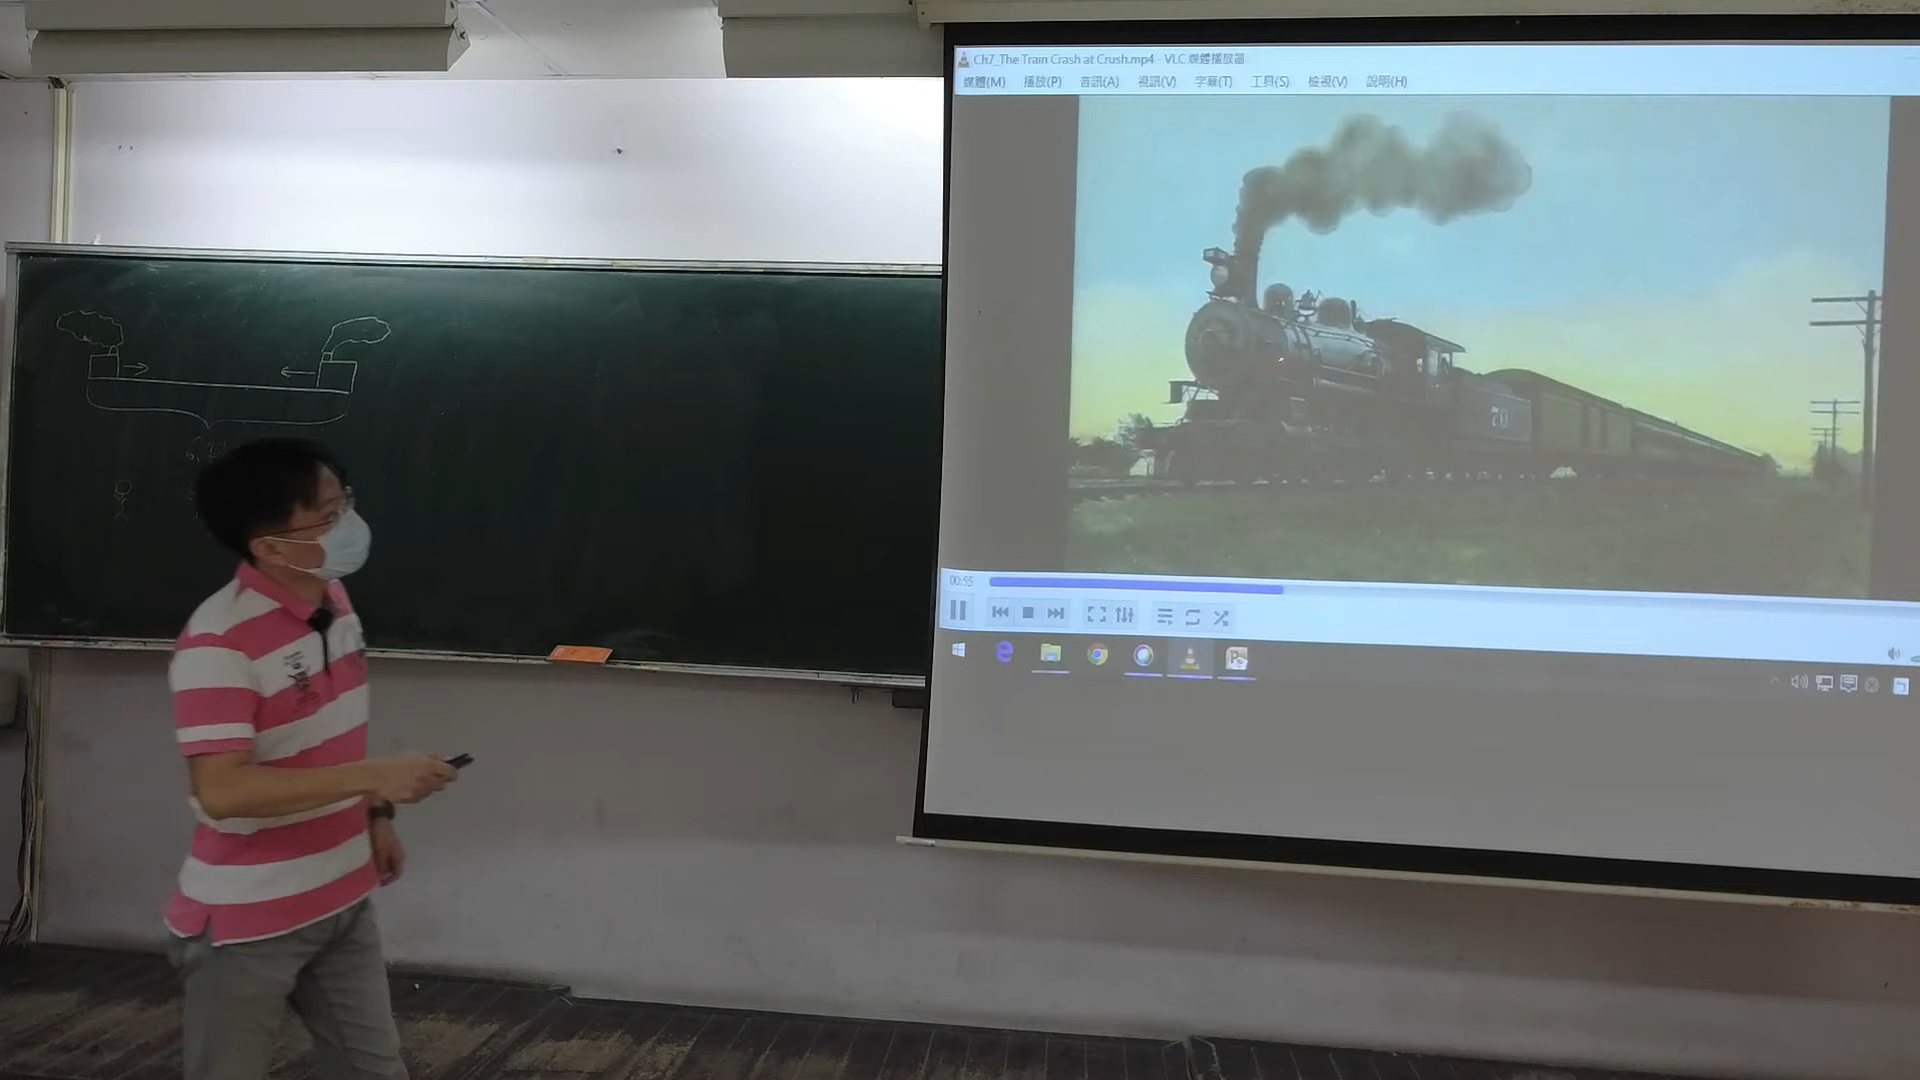 Ch7_The Train Crash at Crush.mp4 - VLC 媒體播放器
媒體(M) 播放(P) 音訊(A) 視訊(V) 字幕(T) 工具(S) 檢視(V) 說明(H)
70
00:55